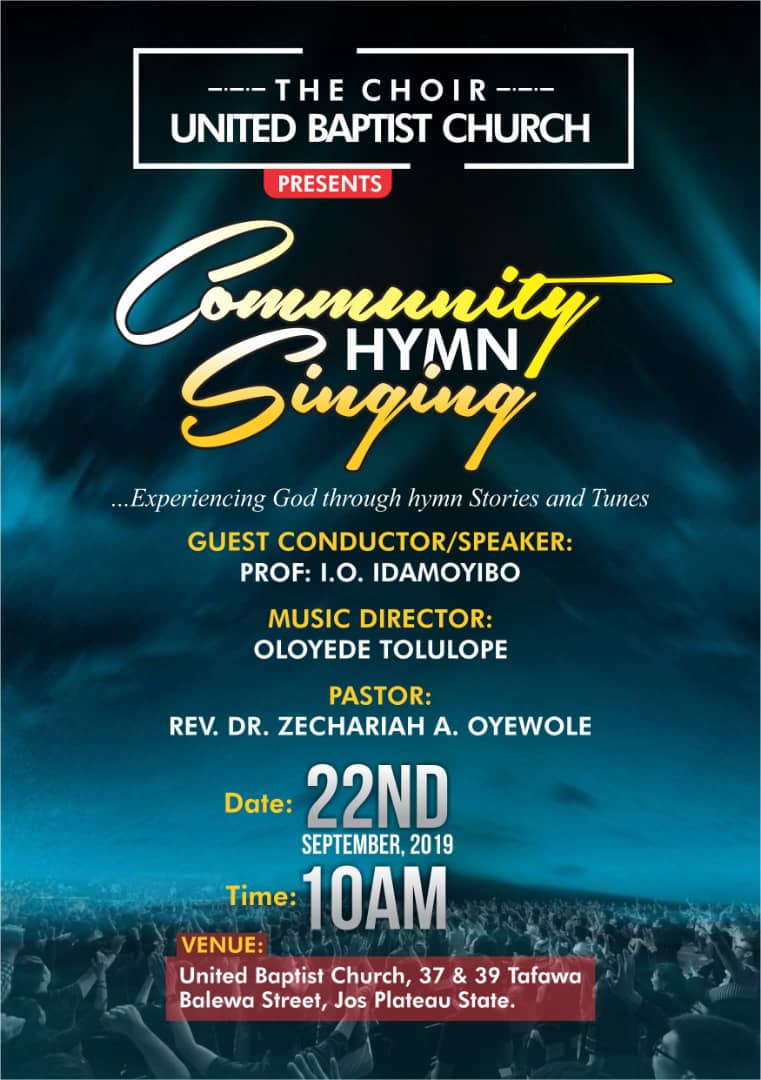 THE CHOIR
UNITED BAPTIST CHURCH
PRESENTS
Community
HYMN
Singing
...Experiencing God through hymn Stories and Tunes
GUEST CONDUCTOR/SPEAKER:
PROF: I.O. IDAMOYIBO
MUSIC DIRECTOR:
OLOYEDE TOLULOPE
PASTOR:
REV. DR. ZECHARIAH A. OYEWOLE
Date: 22ND
SEPTEMBER, 2019
Time: 10AM
VENUE:
United Baptist Church, 37 & 39 Tafawa
Balewa Street, Jos Plateau State.